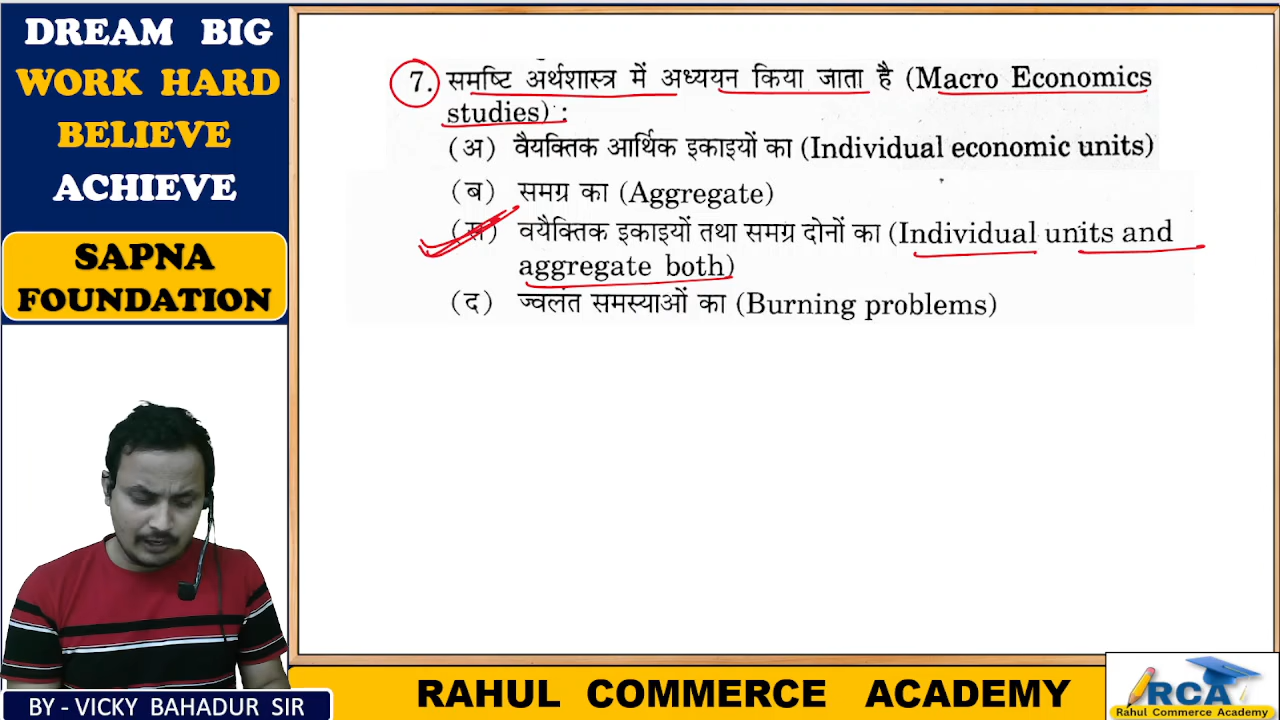 DREAM BIG
WORK HARD
BELIEVE
ACHIEVE
SAPNA
FOUNDATION
7. समष्टि अर्थशास्त्र में अध्ययन किया जाता है (Macro Economics
studies) :
(अ) वैयक्तिक आर्थिक इकाइयों का (Individual economic units)
(ब) समग्र का (Aggregate)
(स) वयैक्तिक इकाइयों तथा समग्र दोनों का (Individual units and
aggregate both)
(द) ज्वलंत समस्याओं का (Burning problems)
BY - VICKY BAHADUR SIR
RAHUL COMMERCE ACADEMY
RCA
Rahul Commerce Academy